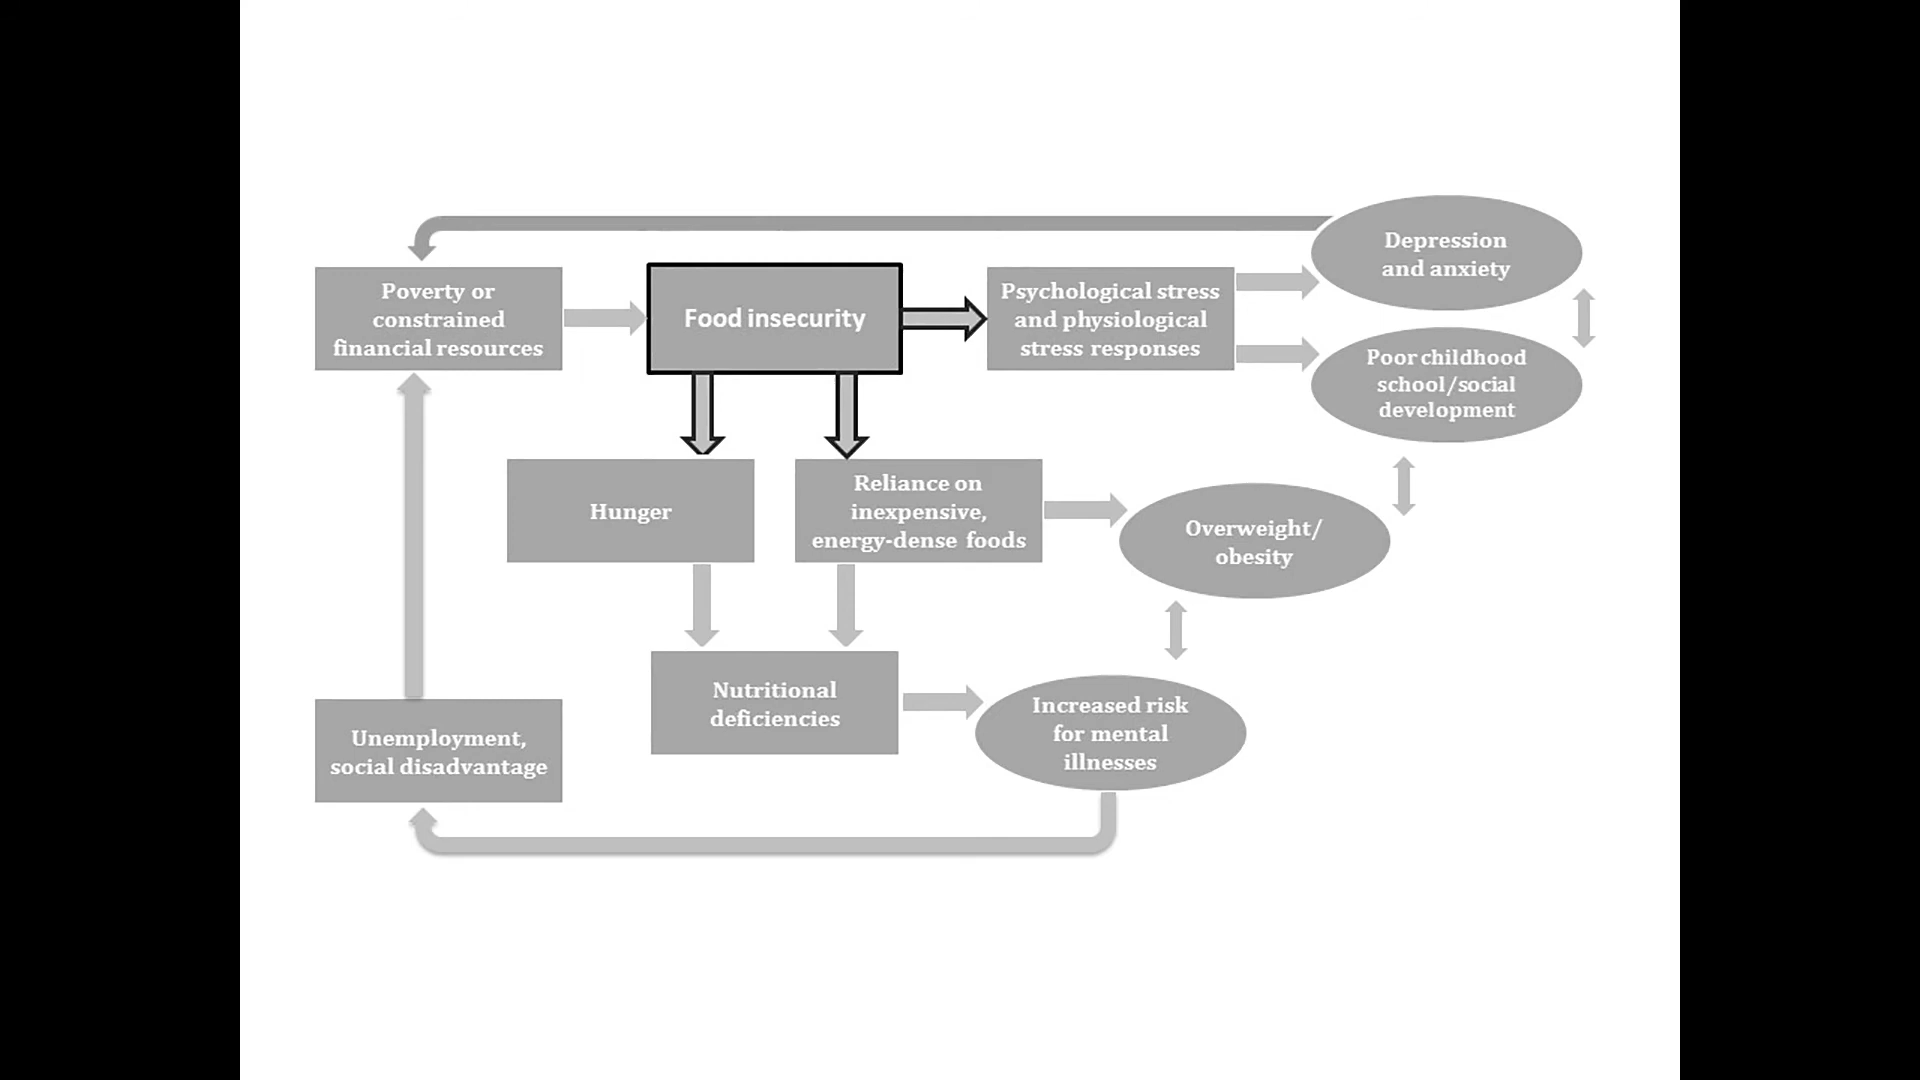 Depression
and anxiety
Poverty or
constrained
financial resources
Food insecurity
Psychological stress
and physiological
stress responses
Poor childhood
school/social
development
Hunger
Reliance on
inexpensive,
energy-dense foods
Overweight/
obesity
Nutritional
deficiencies
Increased risk
for mental
illnesses
Unemployment,
social disadvantage